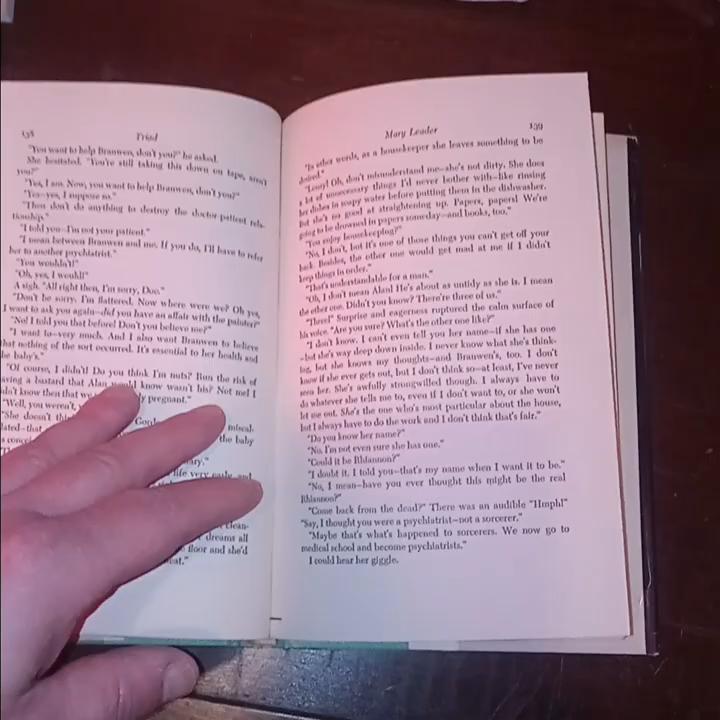 138
Triad
"You want to help Branwen, don't you?" he asked.
She hesitated. "You're still taking this down on tape, aren't
you?"
"Yes, I am. Now, you want to help Branwen, don't you?"
"Yes—yes, I suppose so."
"Then don't do anything to destroy the doctor-patient rela-
tionship."
"I told you—I'm not your patient."
"I mean between Branwen and me. If you do, I'll have to refer
her to another psychiatrist."
"You wouldn't!"
"Oh, yes, I would!"
A sigh. "All right then, I'm sorry, Doc."
"Don't be sorry. I'm flattered. Now where were we? Oh yes,
I want to ask you again—did you have an affair with the painter?"
"No! I told you that before! Don't you believe me?"
"I want to—very much. And I also want Branwen to believe
that nothing of the sort occurred. It's essential to her health and
he baby's."
"Of course, I didn't! Do you think I'm nuts? Run the risk of
aving a bastard that Alan would know wasn't his? Not me! I
dn't know then that we pregnant."
"Well, you weren't,
"She doesn't miscal-
lated—that the baby
life very early and
clean-
dreams all
floor and she'd
eat."
Mary Leader
139
"In other words, as a housekeeper she leaves something to be
desired."
"Lousy! Oh, don't misunderstand me—she's not dirty. She does
a lot of unnecessary things I'd never bother with—like rinsing
her dishes in soapy water before putting them in the dishwasher.
But she's no good at straightening up. Papers, papers! We're
going to be drowned in papers someday—and books, too."
"You enjoy housekeeping?"
"No, I don't, but it's one of those things you can't get off your
back. Besides, the other one would get mad at me if I didn't
keep things in order."
"That's understandable for a man."
"Oh, I don't mean Alan! He's about as untidy as she is. I mean
the other one. Didn't you know? There're three of us."
"Three!" Surprise and eagerness ruptured the calm surface of
his voice. "Are you sure? What's the other one like?"
"I don't know. I can't even tell you her name—if she has one
—but she's way deep down inside. I never know what she's think-
ing, but she knows my thoughts—and Branwen's, too. I don't
know if she ever gets out, but I don't think so—at least, I've never
seen her. She's awfully strongwilled though. I always have to
do whatever she tells me to, even if I don't want to, or she won't
let me out. She's the one who's most particular about the house,
but I always have to do the work and I don't think that's fair."
"Do you know her name?"
"No. I'm not even sure she has one."
"Could it be Rhiannon?"
"I doubt it. I told you—that's my name when I want it to be."
"No, I mean—have you ever thought this might be the real
Rhiannon?"
"Come back from the dead?" There was an audible "Hmph!"
"Say, I thought you were a psychiatrist—not a sorcerer."
"Maybe that's what's happened to sorcerers. We now go to
medical school and become psychiatrists."
I could hear her giggle.